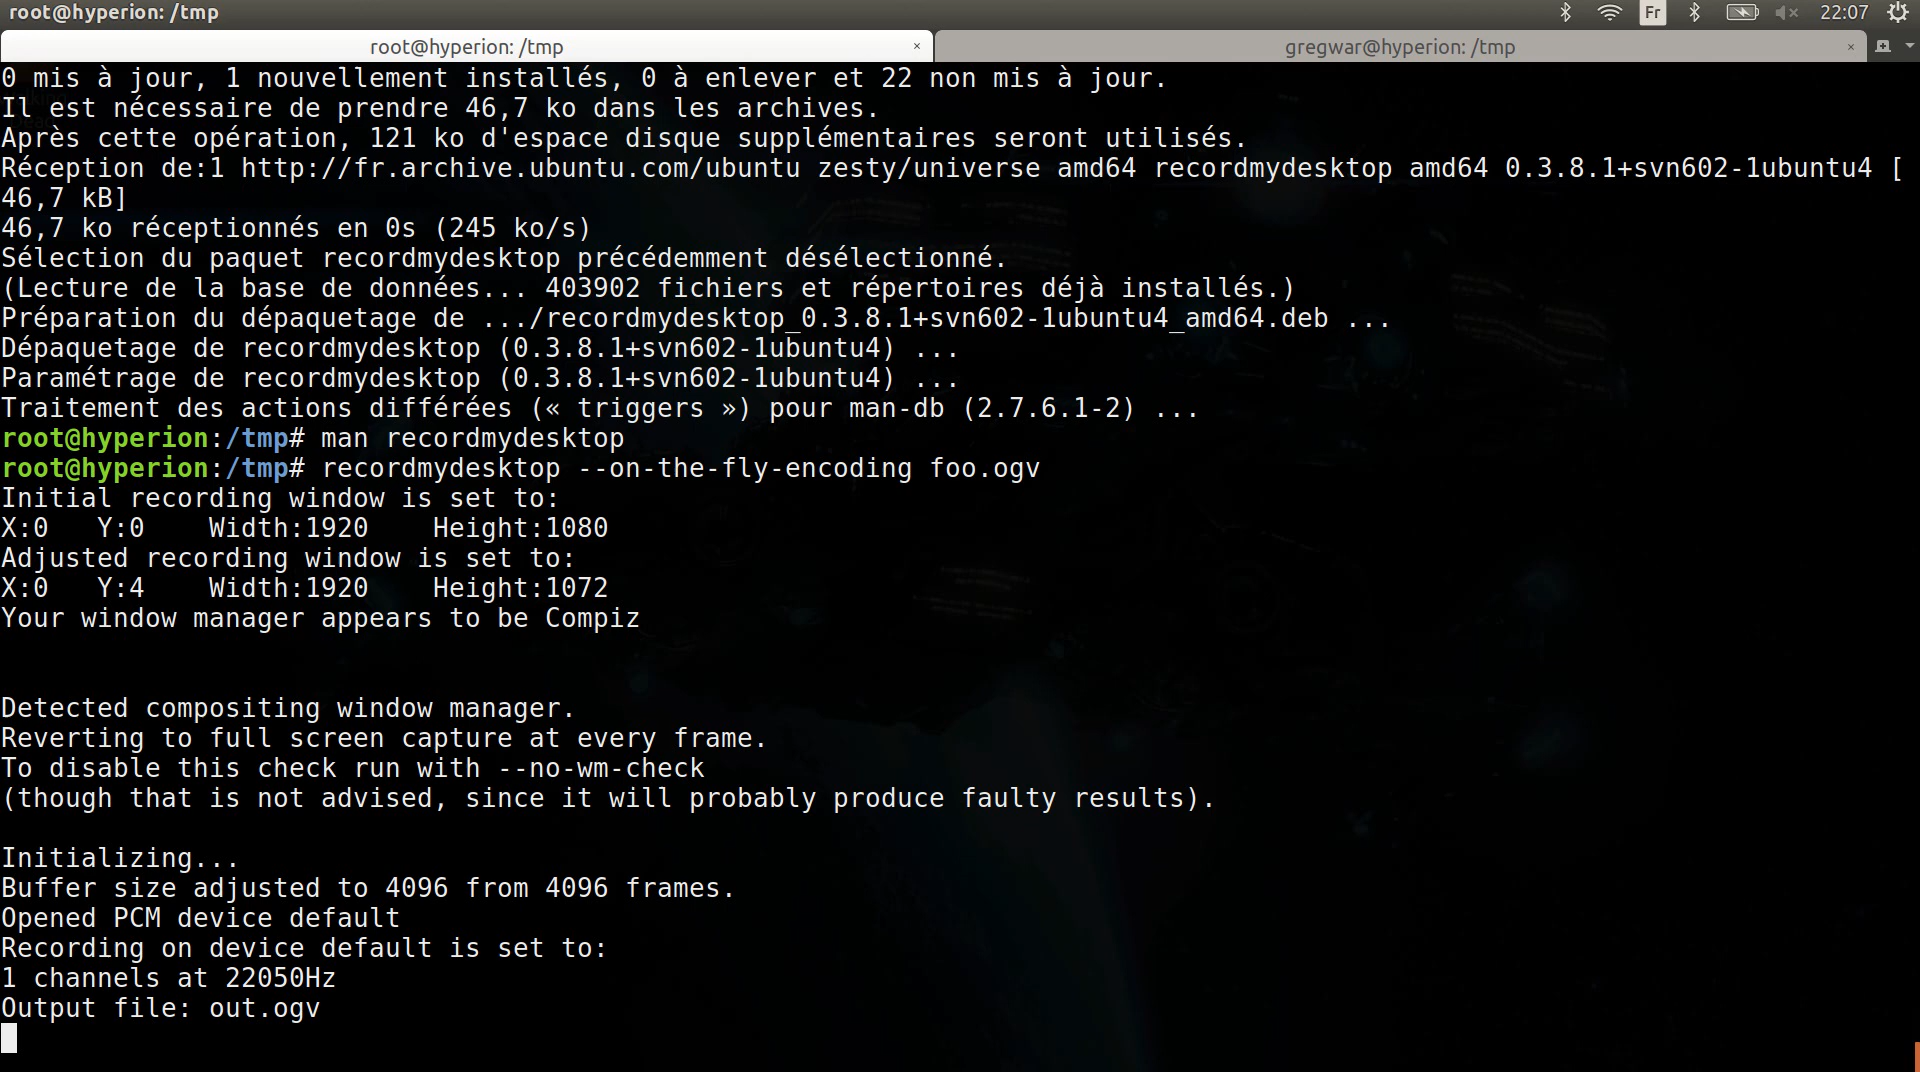 root@hyperion: /tmp
Fr
22:07
root@hyperion: /tmp ×
gregwar@hyperion: /tmp ×
0 mis à jour, 1 nouvellement installés, 0 à enlever et 22 non mis à jour.
Il est nécessaire de prendre 46,7 ko dans les archives.
Après cette opération, 121 ko d'espace disque supplémentaires seront utilisés.
Réception de:1 http://fr.archive.ubuntu.com/ubuntu zesty/universe amd64 recordmydesktop amd64 0.3.8.1+svn602-1ubuntu4 [
46,7 kB]
46,7 ko réceptionnés en 0s (245 ko/s)
Sélection du paquet recordmydesktop précédemment désélectionné.
(Lecture de la base de données... 403902 fichiers et répertoires déjà installés.)
Préparation du dépaquetage de .../recordmydesktop_0.3.8.1+svn602-1ubuntu4_amd64.deb ...
Dépaquetage de recordmydesktop (0.3.8.1+svn602-1ubuntu4) ...
Paramétrage de recordmydesktop (0.3.8.1+svn602-1ubuntu4) ...
Traitement des actions différées (« triggers ») pour man-db (2.7.6.1-2) ...
root@hyperion:/tmp# man recordmydesktop
root@hyperion:/tmp# recordmydesktop --on-the-fly-encoding foo.ogv
Initial recording window is set to:
X:0   Y:0    Width:1920    Height:1080
Adjusted recording window is set to:
X:0   Y:4    Width:1920    Height:1072
Your window manager appears to be Compiz
Detected compositing window manager.
Reverting to full screen capture at every frame.
To disable this check run with --no-wm-check
(though that is not advised, since it will probably produce faulty results).
Initializing...
Buffer size adjusted to 4096 from 4096 frames.
Opened PCM device default
Recording on device default is set to:
1 channels at 22050Hz
Output file: out.ogv